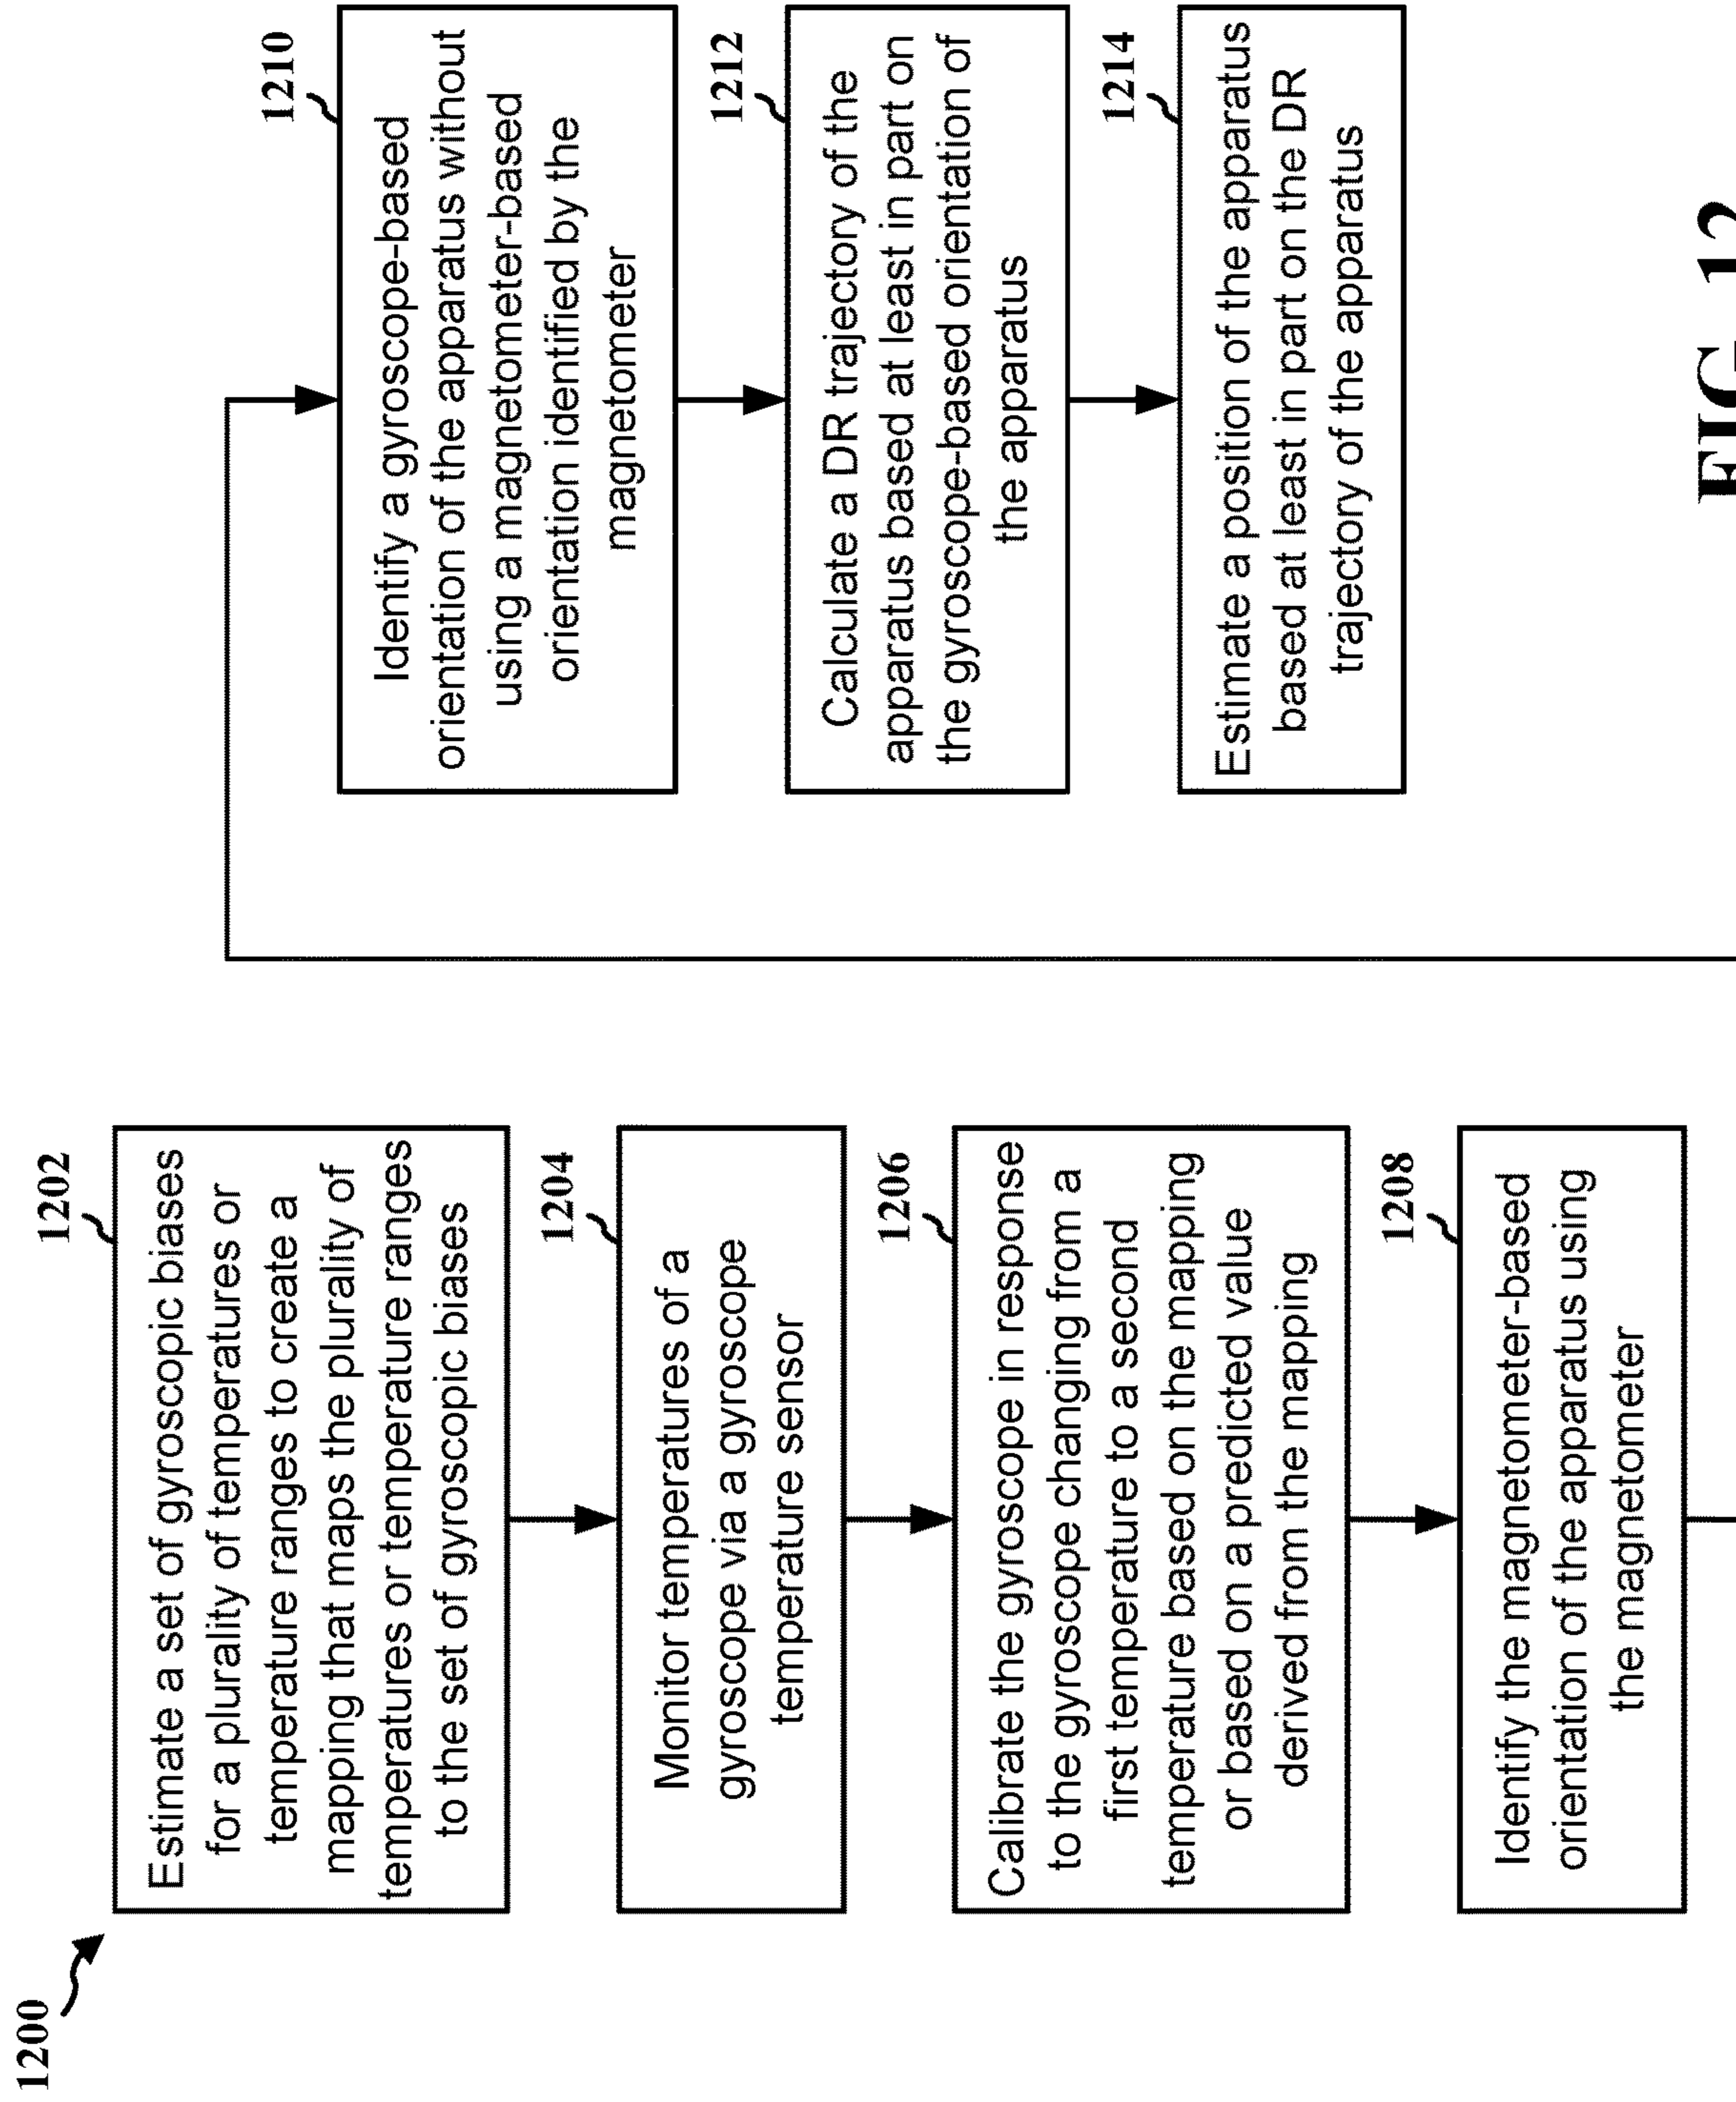 1200
1202
Estimate a set of gyroscopic biases
for a plurality of temperatures or
temperature ranges to create a
mapping that maps the plurality of
temperatures or temperature ranges
to the set of gyroscopic biases
1204
Monitor temperatures of a
gyroscope via a gyroscope
temperature sensor
1206
Calibrate the gyroscope in response
to the gyroscope changing from a
first temperature to a second
temperature based on the mapping
or based on a predicted value
derived from the mapping
1208
Identify the magnetometer-based
orientation of the apparatus using
the magnetometer
1210
Identify a gyroscope-based
orientation of the apparatus without
using a magnetometer-based
orientation identified by the
magnetometer
1212
Calculate a DR trajectory of the
apparatus based at least in part on
the gyroscope-based orientation of
the apparatus
1214
Estimate a position of the apparatus
based at least in part on the DR
trajectory of the apparatus
FIG. 12